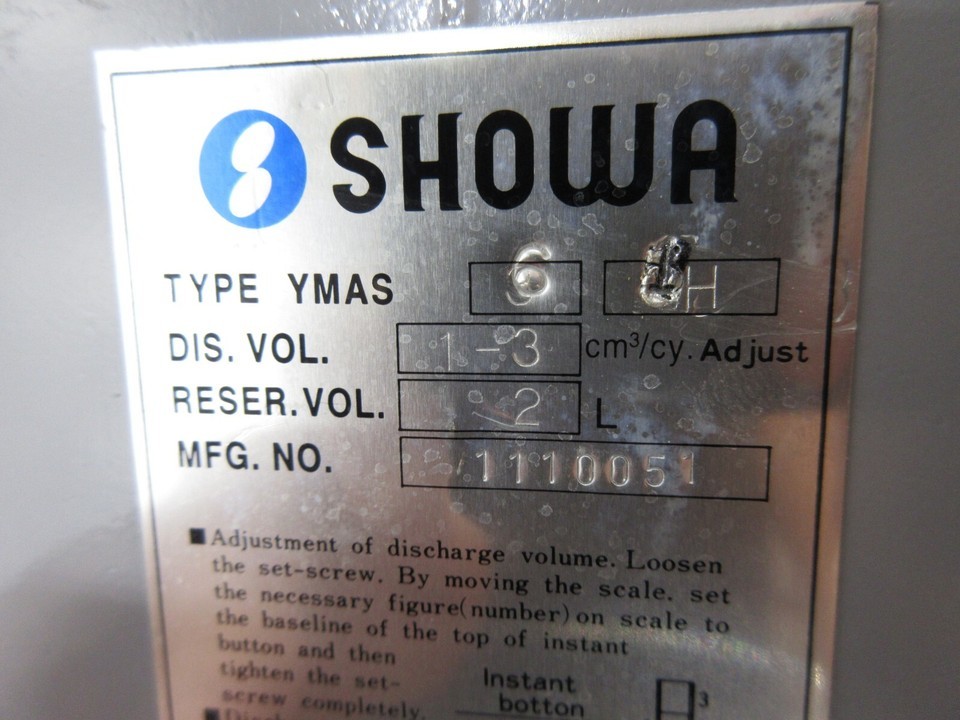 SHOWA
TYPE YMAS 6 H
DIS. VOL. 1-3 cm³/cy. Adjust
RESER. VOL. 2 L
MFG. NO. 1110051
■Adjustment of discharge volume. Loosen
the set-screw. By moving the scale. set
the necessary figure(number)on scale to
the baseline of the top of instant
button and then
tighten the set-
screw completely.
Instant
botton
3